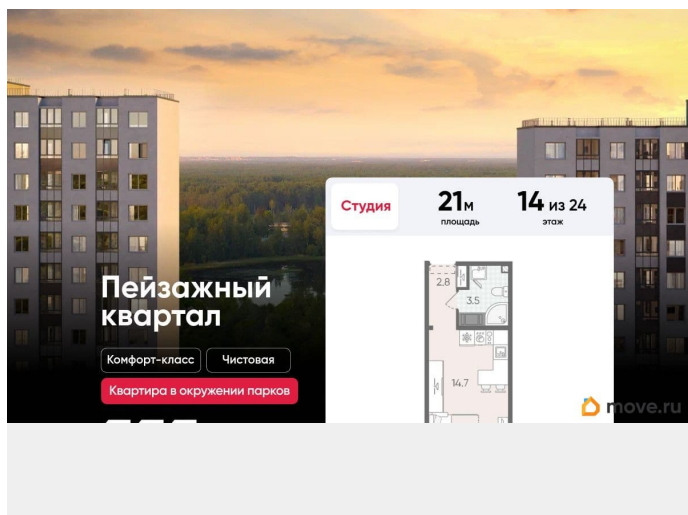 Студия
21м
площадь
14 из 24
этаж
2.8
3.5
14.7
Пейзажный
квартал
Комфорт-класс
Чистовая
Квартира в окружении парков
move.ru